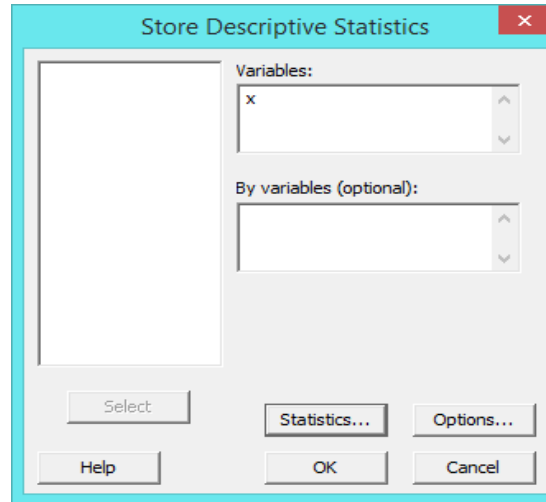 Store Descriptive Statistics
Variables:
x
By variables (optional):
Select
Statistics...
Options...
Help
OK
Cancel